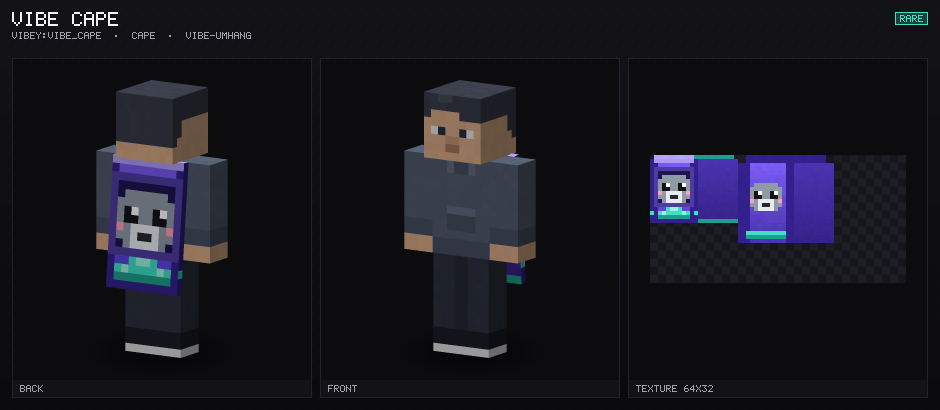 VIBE CAPE
RARE
VIBEY:VIBE_CAPE • CAPE • VIBE-UMHANG
BACK
FRONT
TEXTURE 64X32